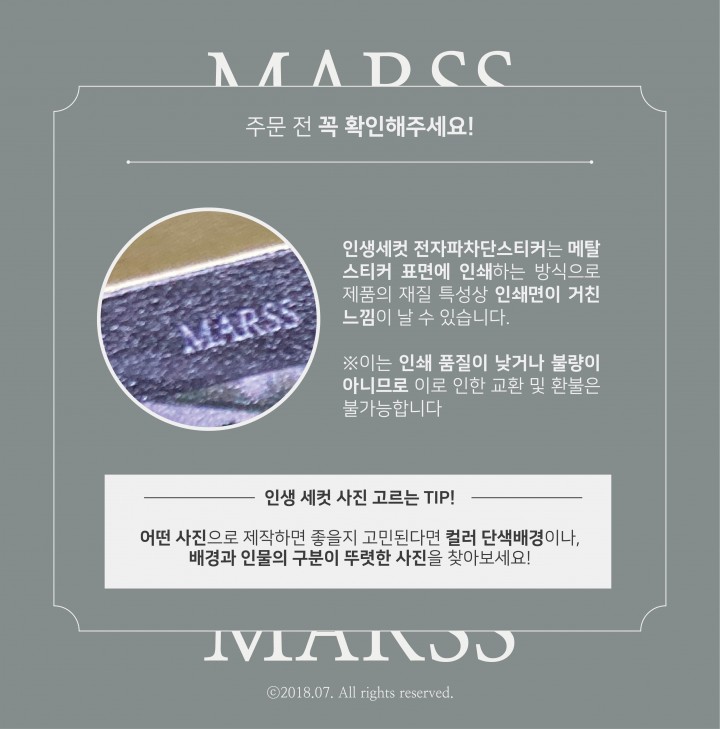 MARSS
주문 전 꼭 확인해주세요!
인생세컷 전자파차단스티커는 메탈
스티커 표면에 인쇄하는 방식으로
제품의 재질 특성상 인쇄면이 거친
느낌이 날 수 있습니다.
MARSS
※이는 인쇄 품질이 낮거나 불량이
아니므로 이로 인한 교환 및 환불은
불가능합니다
인생 세컷 사진 고르는 TIP!
어떤 사진으로 제작하면 좋을지 고민된다면 컬러 단색배경이나,
배경과 인물의 구분이 뚜렷한 사진을 찾아보세요!
MARSS
©2018.07. All rights reserved.